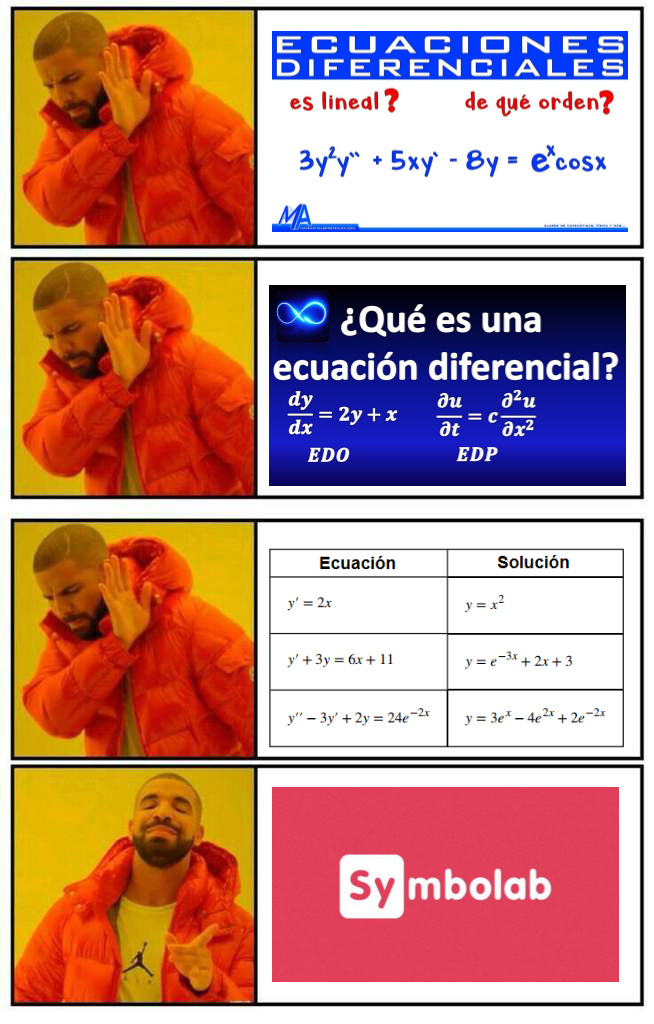 ECUACIONES
DIFERENCIALES
es lineal? de qué orden?
3y²y`` + 5xy` - 8y = eˣcosx
MA
¿Qué es una
ecuación diferencial?
dy/dx = 2y + x    ∂u/∂t = c ∂²u/∂x²
EDO EDP
Ecuación Solución
y′ = 2x    y = x²
y′ + 3y = 6x + 11    y = e⁻³ˣ + 2x + 3
y′′ − 3y′ + 2y = 24e⁻²ˣ    y = 3eˣ − 4e²ˣ + 2e⁻²ˣ
Symbolab